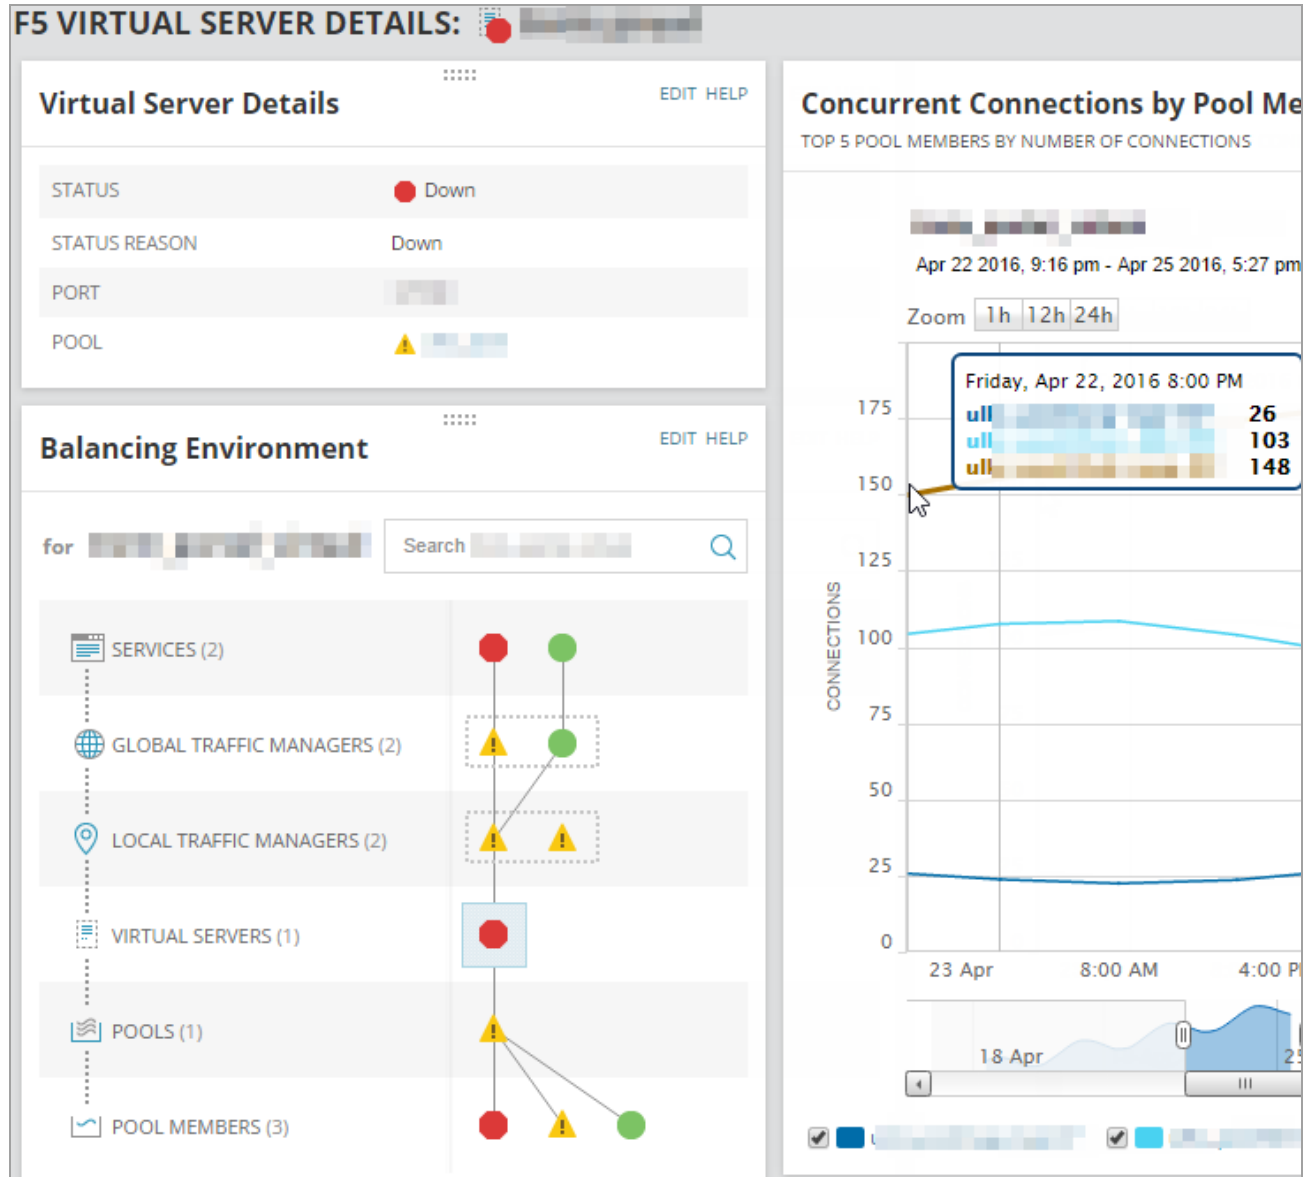 F5 VIRTUAL SERVER DETAILS:
Virtual Server Details
EDIT HELP
STATUS Down
STATUS REASON Down
PORT
POOL
Balancing Environment
EDIT HELP
for Search
SERVICES (2)
GLOBAL TRAFFIC MANAGERS (2)
LOCAL TRAFFIC MANAGERS (2)
VIRTUAL SERVERS (1)
POOLS (1)
POOL MEMBERS (3)
Concurrent Connections by Pool Me
TOP 5 POOL MEMBERS BY NUMBER OF CONNECTIONS
Apr 22 2016, 9:16 pm - Apr 25 2016, 5:27 pm
Zoom 1h 12h 24h
Friday, Apr 22, 2016 8:00 PM
26
103
148
175
150
125
100
75
50
25
0
CONNECTIONS
23 Apr 8:00 AM 4:00 P
18 Apr